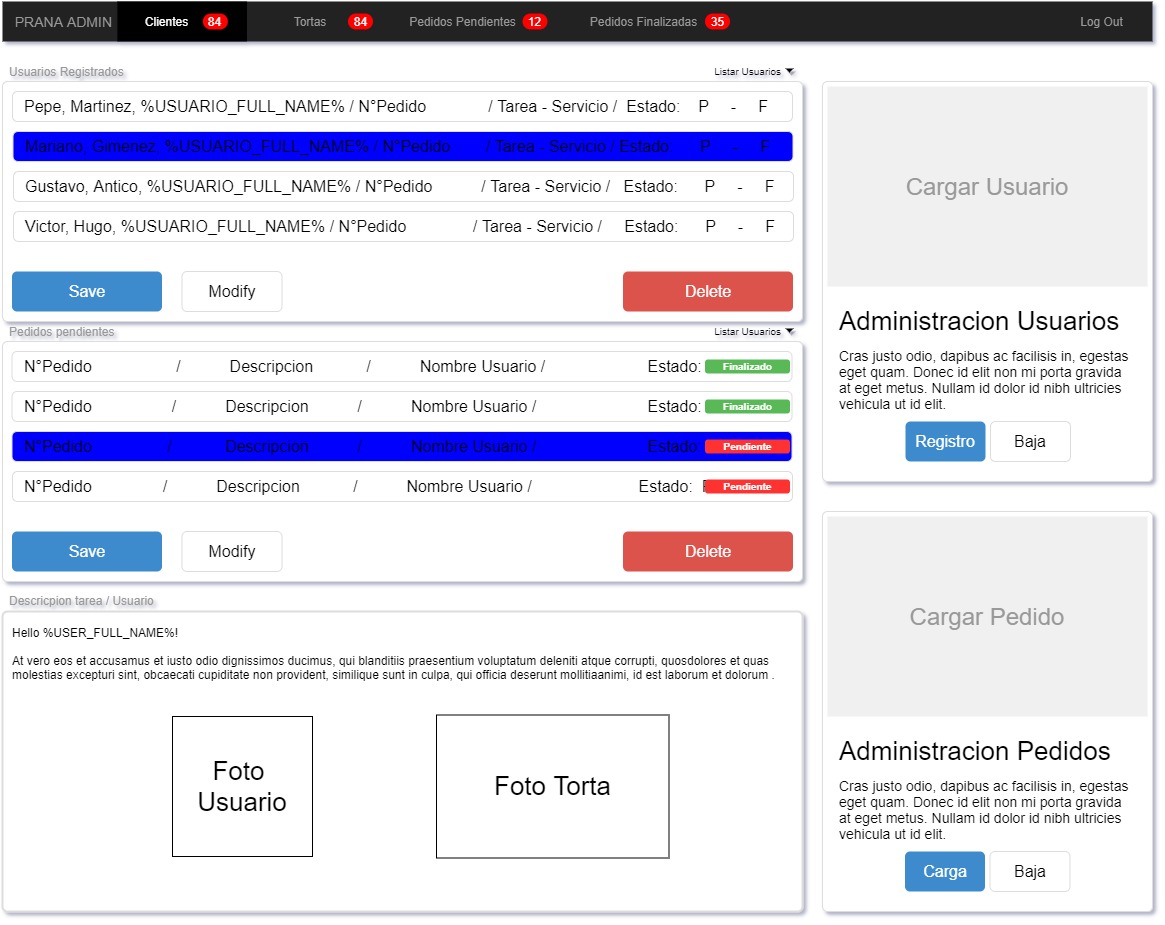 PRANA ADMIN Clientes 84 Tortas 84 Pedidos Pendientes 12 Pedidos Finalizadas 35 Log Out
Usuarios Registrados Listar Usuarios
Pepe, Martinez, %USUARIO_FULL_NAME% / N°Pedido / Tarea - Servicio / Estado: P - F
Mariano, Gimenez, %USUARIO_FULL_NAME% / N°Pedido / Tarea - Servicio / Estado: P - F
Gustavo, Antico, %USUARIO_FULL_NAME% / N°Pedido / Tarea - Servicio / Estado: P - F
Victor, Hugo, %USUARIO_FULL_NAME% / N°Pedido / Tarea - Servicio / Estado: P - F
Save Modify Delete
Pedidos pendientes Listar Usuarios
N°Pedido / Descripcion / Nombre Usuario / Estado: Finalizado
N°Pedido / Descripcion / Nombre Usuario / Estado: Finalizado
N°Pedido / Descripcion / Nombre Usuario / Estado: Pendiente
N°Pedido / Descripcion / Nombre Usuario / Estado: Pendiente
Save Modify Delete
Descricpion tarea / Usuario
Hello %USER_FULL_NAME%!
At vero eos et accusamus et iusto odio dignissimos ducimus, qui blanditiis praesentium voluptatum deleniti atque corrupti, quosdolores et quas
molestias excepturi sint, obcaecati cupiditate non provident, similique sunt in culpa, qui officia deserunt mollitiaanimi, id est laborum et dolorum .
Foto
Usuario
Foto Torta
Cargar Usuario
Administracion Usuarios
Cras justo odio, dapibus ac facilisis in, egestas
eget quam. Donec id elit non mi porta gravida
at eget metus. Nullam id dolor id nibh ultricies
vehicula ut id elit.
Registro Baja
Cargar Pedido
Administracion Pedidos
Cras justo odio, dapibus ac facilisis in, egestas
eget quam. Donec id elit non mi porta gravida
at eget metus. Nullam id dolor id nibh ultricies
vehicula ut id elit.
Carga Baja